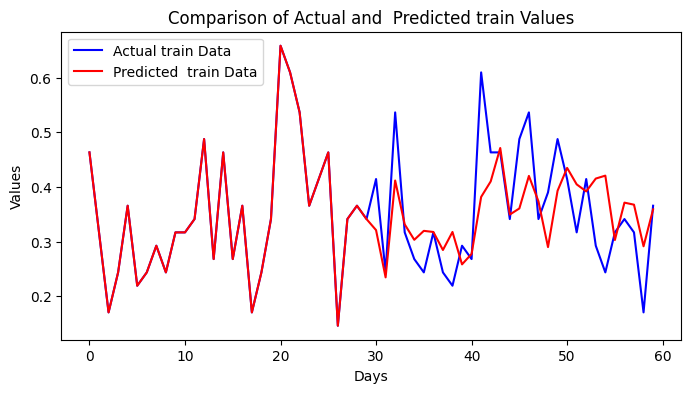 Comparison of Actual and  Predicted train Values
Actual train Data
Predicted  train Data
Values
0.6
0.5
0.4
0.3
0.2
0 10 20 30 40 50 60
Days